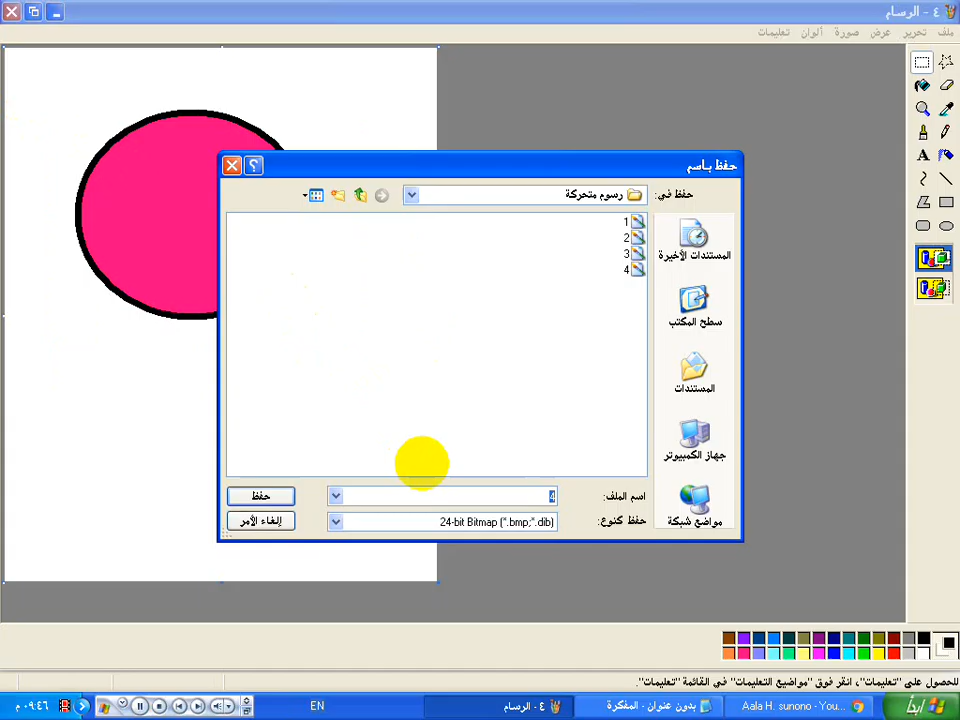 ٤ - الرسام
ملف تحرير عرض صورة ألوان تعليمات
حفظ باسم
حفظ في: رسوم متحركة
المستندات الأخيرة
سطح المكتب
المستندات
جهاز الكمبيوتر
مواضع شبكة
1
2
3
4
اسم الملف: 4
حفظ كنوع: 24-bit Bitmap (*.bmp;*.dib)
حفظ
إلغاء الأمر
A
للحصول على "تعليمات"، انقر فوق "مواضيع التعليمات" في القائمة "تعليمات".
ابدأ
Aala H. sunono - You...
بدون عنوان - المفكرة
٤ - الرسام
EN
٠٩:٤٦ م